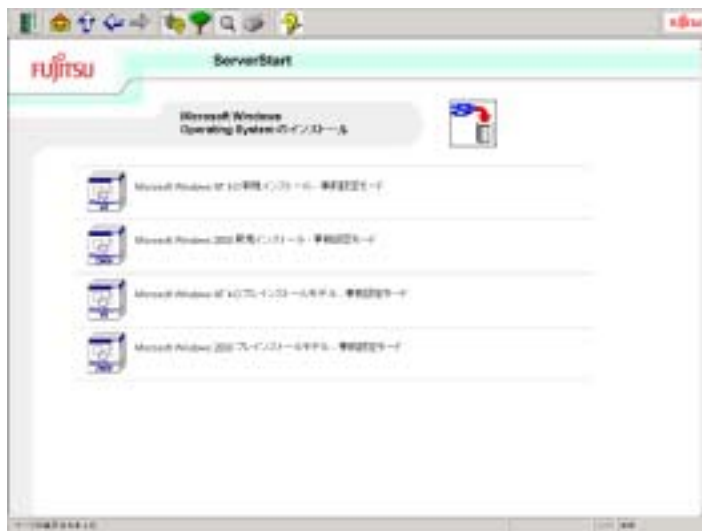 FUJITSU
ServerStart
Microsoft Windows
Operating System のインストール
Microsoft Windows NT 4.0 新規インストール - 事前設定モード
Microsoft Windows 2000 新規インストール - 事前設定モード
Microsoft Windows NT 4.0 プレインストールモデル - 事前設定モード
Microsoft Windows 2000 プレインストールモデル - 事前設定モード